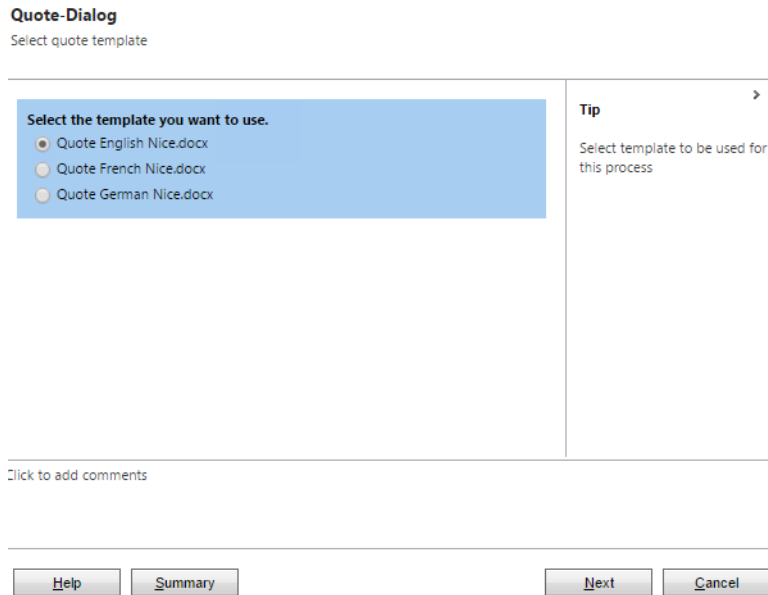 Quote-Dialog
Select quote template
Select the template you want to use.
Quote English Nice.docx
Quote French Nice.docx
Quote German Nice.docx
Tip
Select template to be used for
this process
Click to add comments
Help
Summary
Next
Cancel